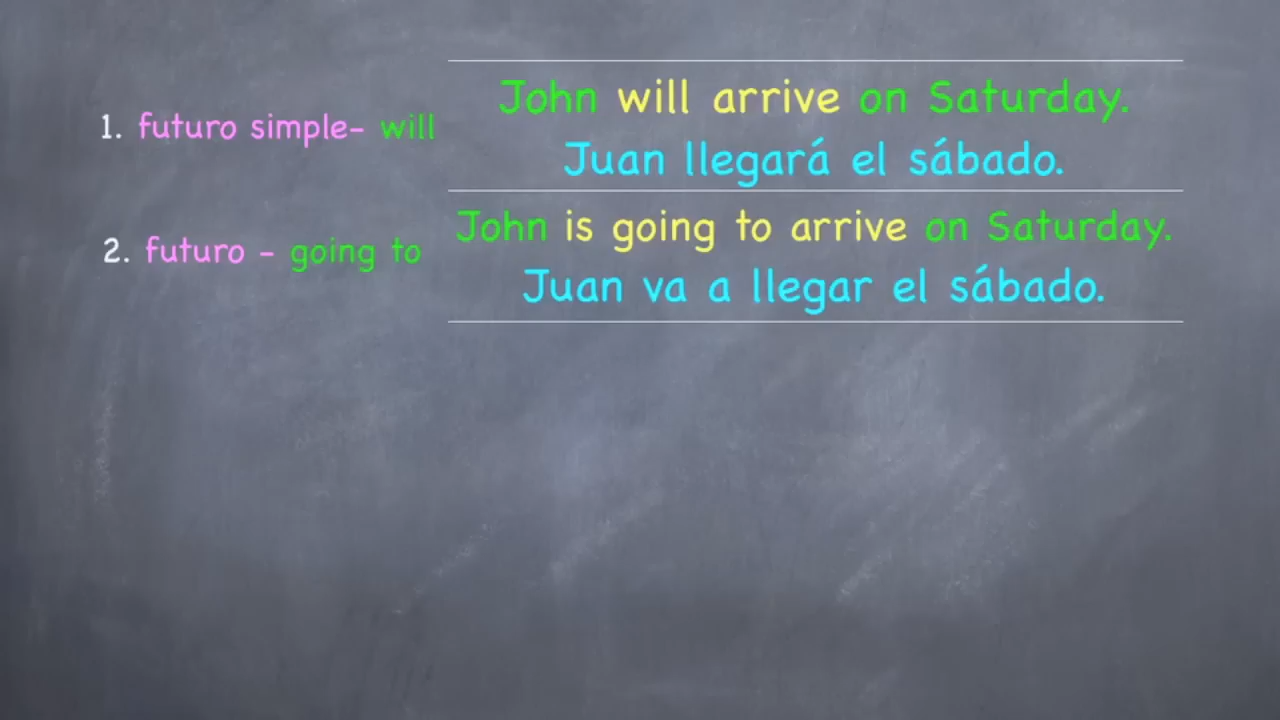 John will arrive on Saturday.
1. futuro simple- will
Juan llegará el sábado.
John is going to arrive on Saturday.
2. futuro - going to
Juan va a llegar el sábado.